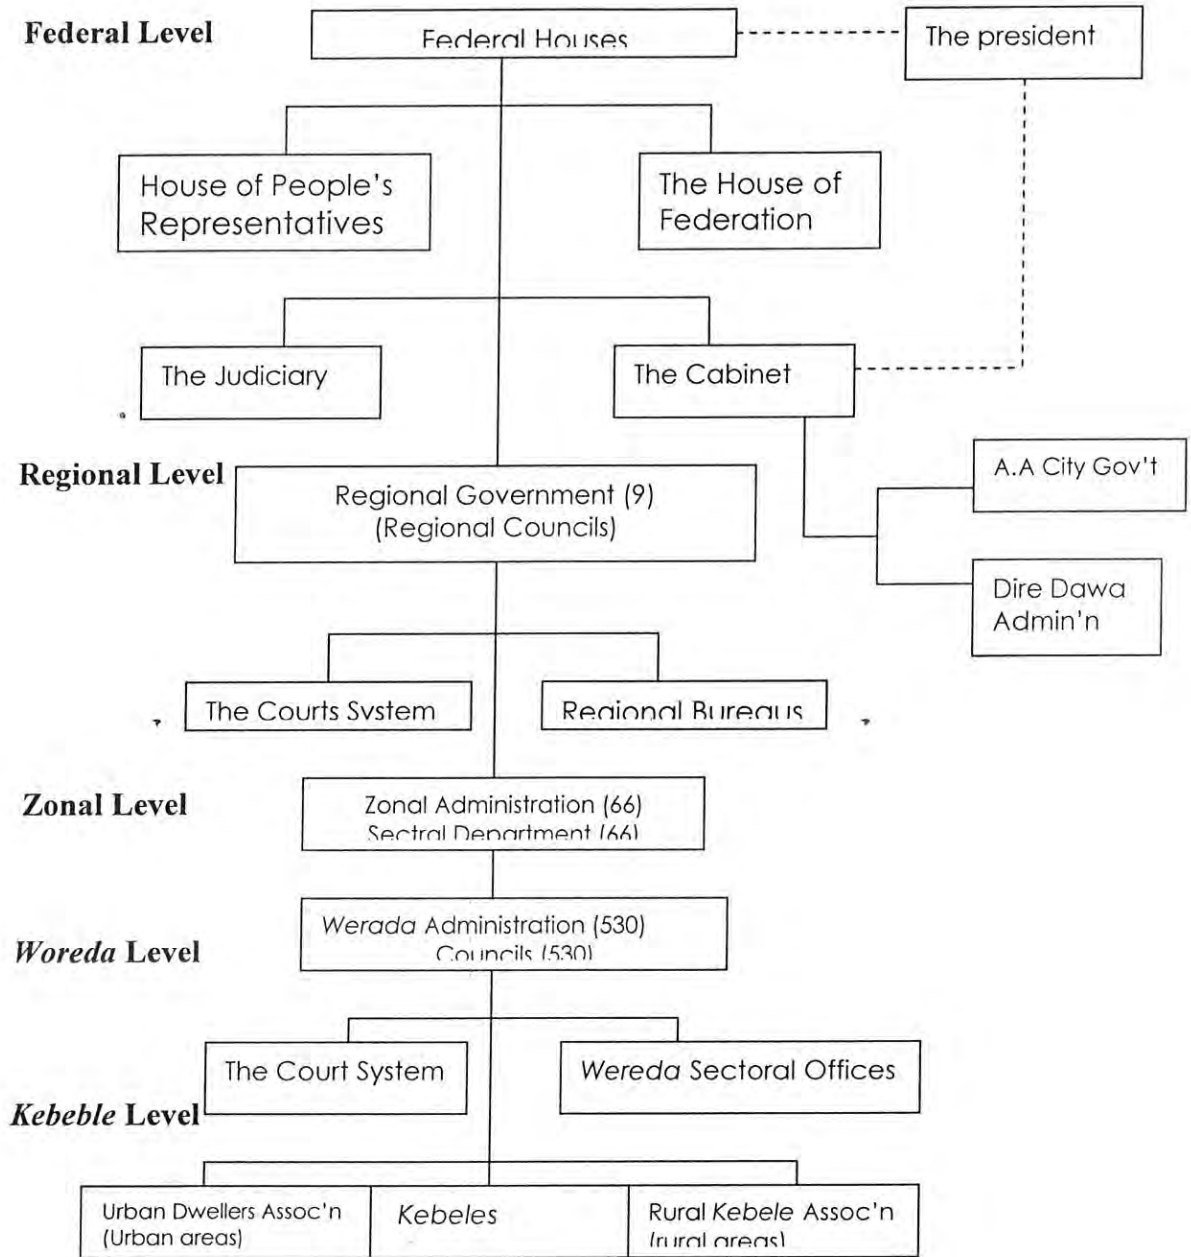 Federal Level
Federal Houses
The president
House of People's
Representatives
The House of
Federation
The Judiciary
The Cabinet
Regional Level
Regional Government (9)
(Regional Councils)
A.A City Gov't
Dire Dawa
Admin'n
The Courts System
Regional Bureaus
Zonal Level
Zonal Administration (66)
Sectral Department (66)
Woreda Level
Werada Administration (530)
Councils (530)
The Court System
Wereda Sectoral Offices
Kebeble Level
Urban Dwellers Assoc'n
(Urban areas)
Kebeles
Rural Kebele Assoc'n
(rural areas)